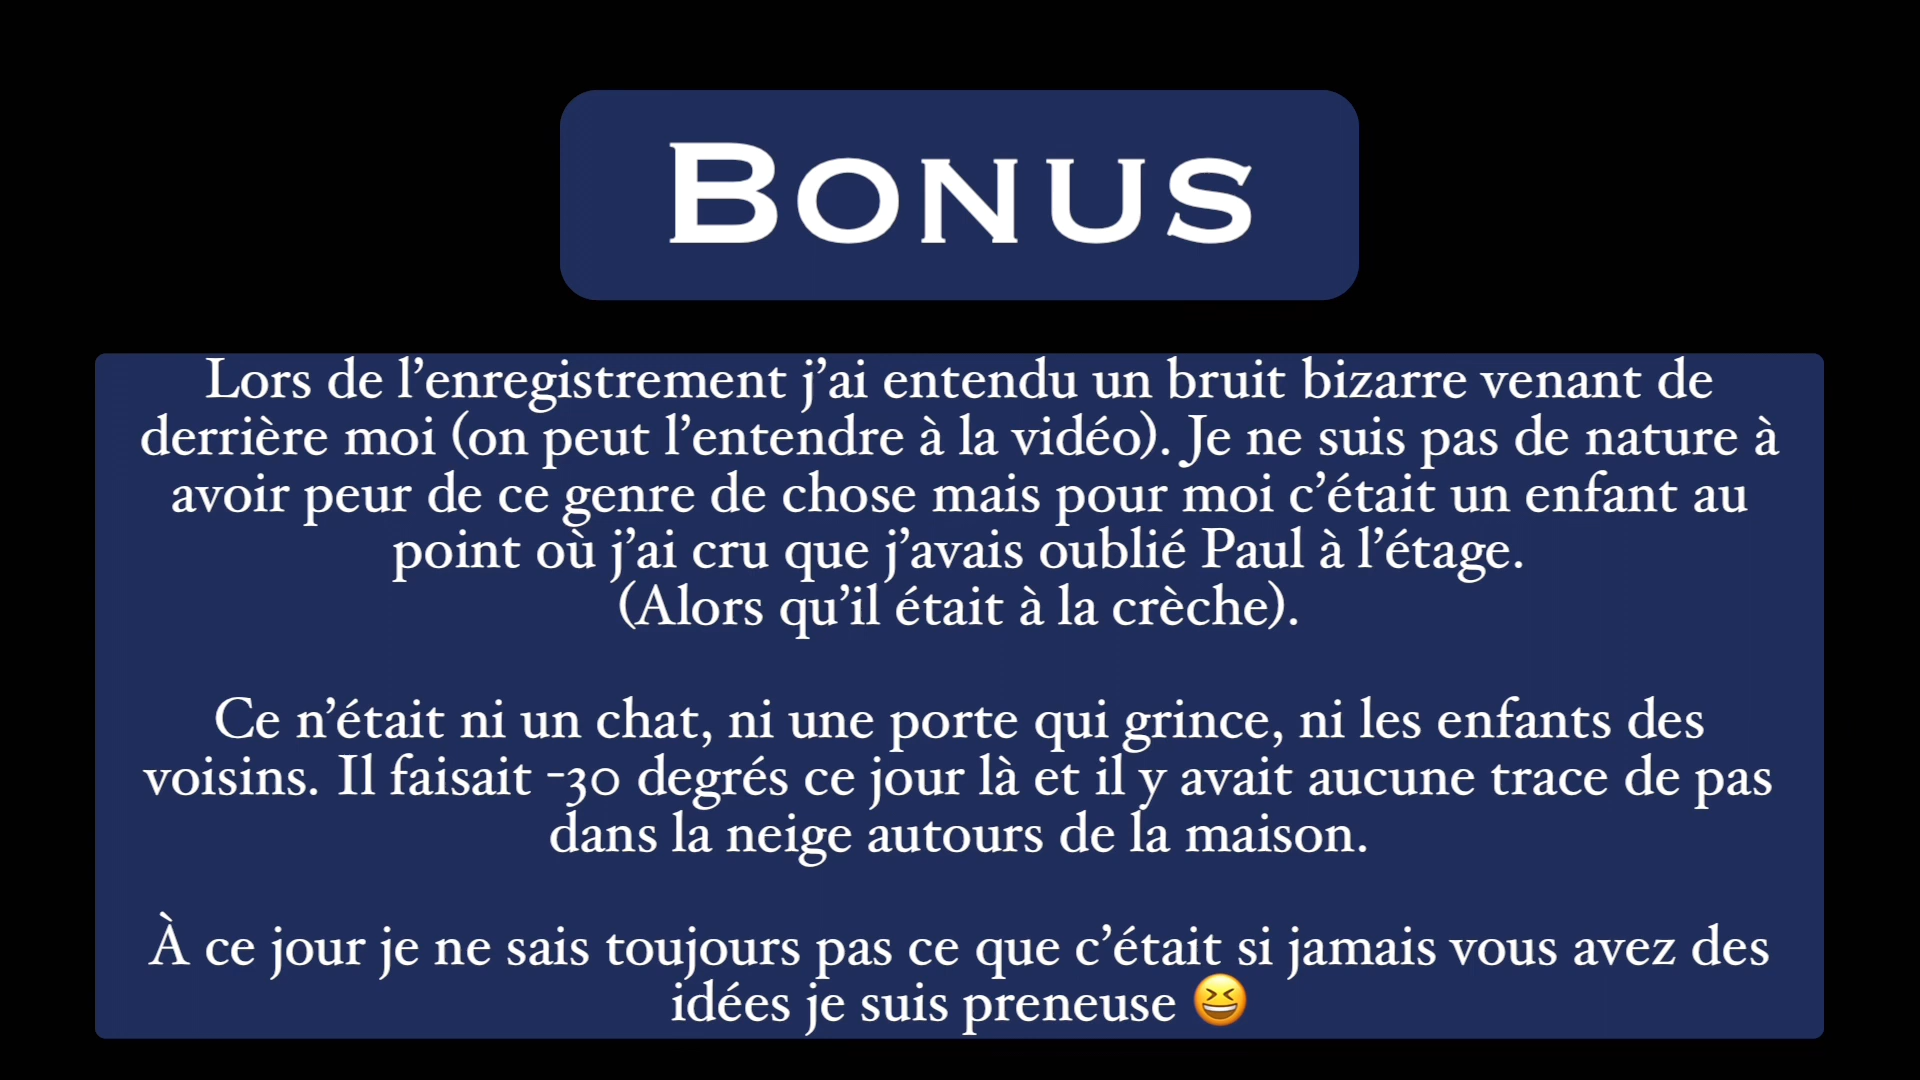 BONUS
Lors de l’enregistrement j’ai entendu un bruit bizarre venant de
derrière moi (on peut l’entendre à la vidéo). Je ne suis pas de nature à
avoir peur de ce genre de chose mais pour moi c’était un enfant au
point où j’ai cru que j’avais oublié Paul à l’étage.
(Alors qu’il était à la crèche).
Ce n’était ni un chat, ni une porte qui grince, ni les enfants des
voisins. Il faisait -30 degrés ce jour là et il y avait aucune trace de pas
dans la neige autours de la maison.
À ce jour je ne sais toujours pas ce que c’était si jamais vous avez des
idées je suis preneuse 😆